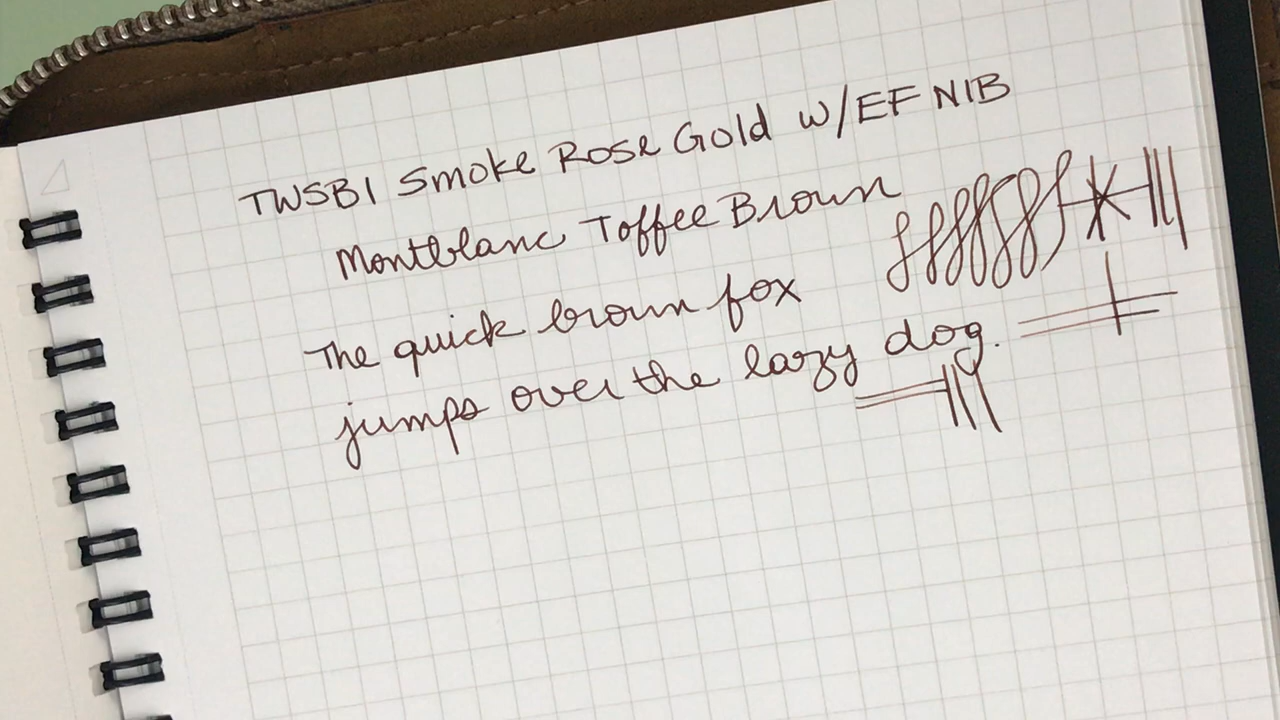 TWSBI Smoke Rose Gold w/EF NIB
Montblanc Toffee Brown
The quick brown fox
jumps over the lazy dog.